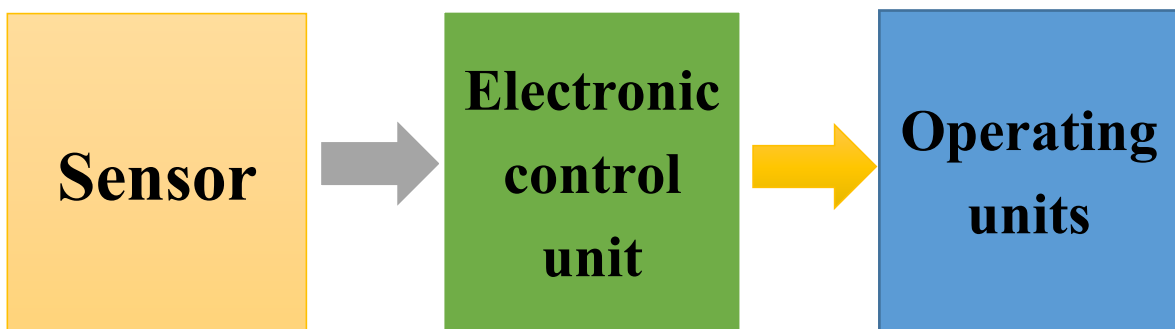 Sensor
Electronic
control
unit
Operating
units